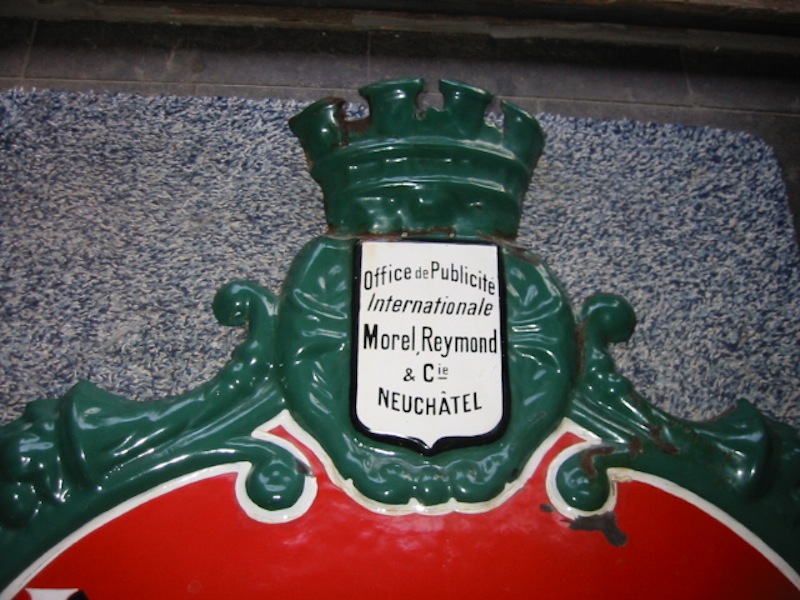 Office de Publicité
Internationale
Morel, Reymond
& Cie
NEUCHÂTEL